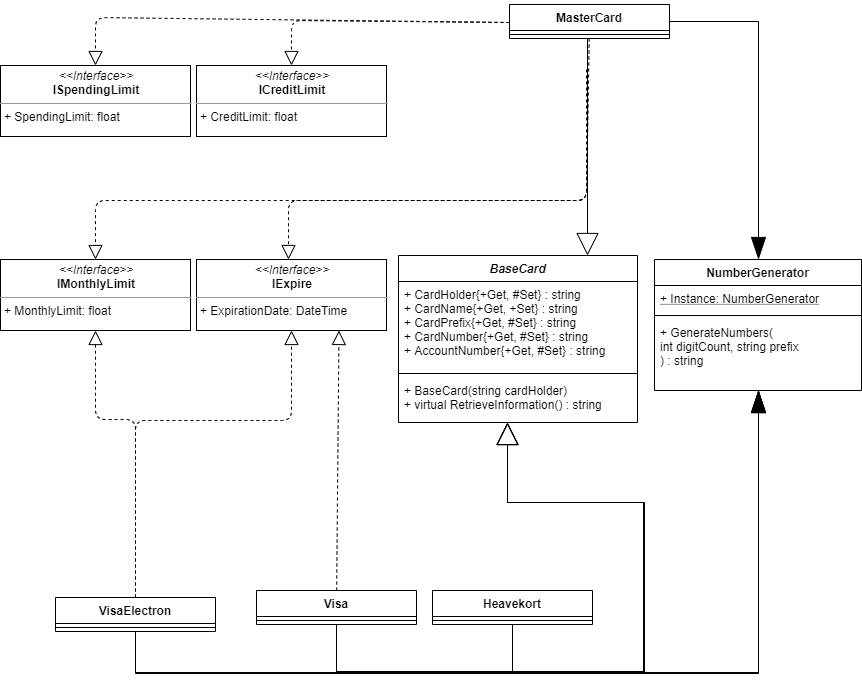 MasterCard
<<Interface>>
ISpendingLimit
+ SpendingLimit: float
<<Interface>>
ICreditLimit
+ CreditLimit: float
<<Interface>>
IMonthlyLimit
+ MonthlyLimit: float
<<Interface>>
IExpire
+ ExpirationDate: DateTime
BaseCard
+ CardHolder{+Get, #Set} : string
+ CardName{+Get, +Set} : string
+ CardPrefix{+Get, #Set} : string
+ CardNumber{+Get, #Set} : string
+ AccountNumber{+Get, #Set} : string
+ BaseCard(string cardHolder)
+ virtual RetrieveInformation() : string
NumberGenerator
+ Instance: NumberGenerator
+ GenerateNumbers(
int digitCount, string prefix
) : string
VisaElectron
Visa
Heavekort